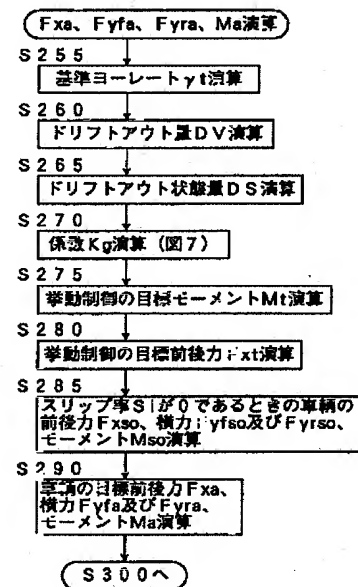 Fxa、Fyfa、Fyra、Ma演算
S255
基準ヨーレートγt演算
S260
ドリフトアウト量DV演算
S265
ドリフトアウト状態量DS演算
S270
係数Kg演算(図7)
S275
挙動制御の目標モーメントMt演算
S280
挙動制御の目標前後力Fxt演算
S285
スリップ率Siが0であるときの車輌の
前後力Fxso、横力Fyfso及びFyrso、
モーメントMso演算
S290
車輌の目標前後力Fxa、
横力Fyfa及びFyra、
モーメントMa演算
S300へ